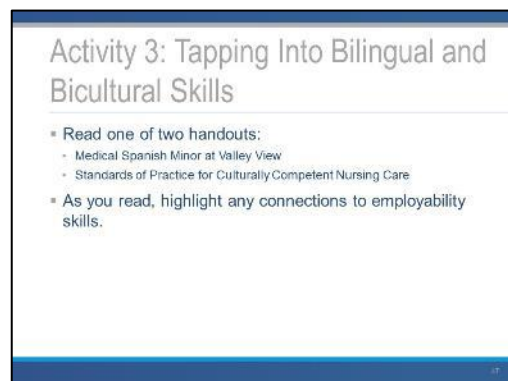 Activity 3: Tapping Into Bilingual and
Bicultural Skills
▪ Read one of two handouts:
• Medical Spanish Minor at Valley View
• Standards of Practice for Culturally Competent Nursing Care
▪ As you read, highlight any connections to employability
skills.